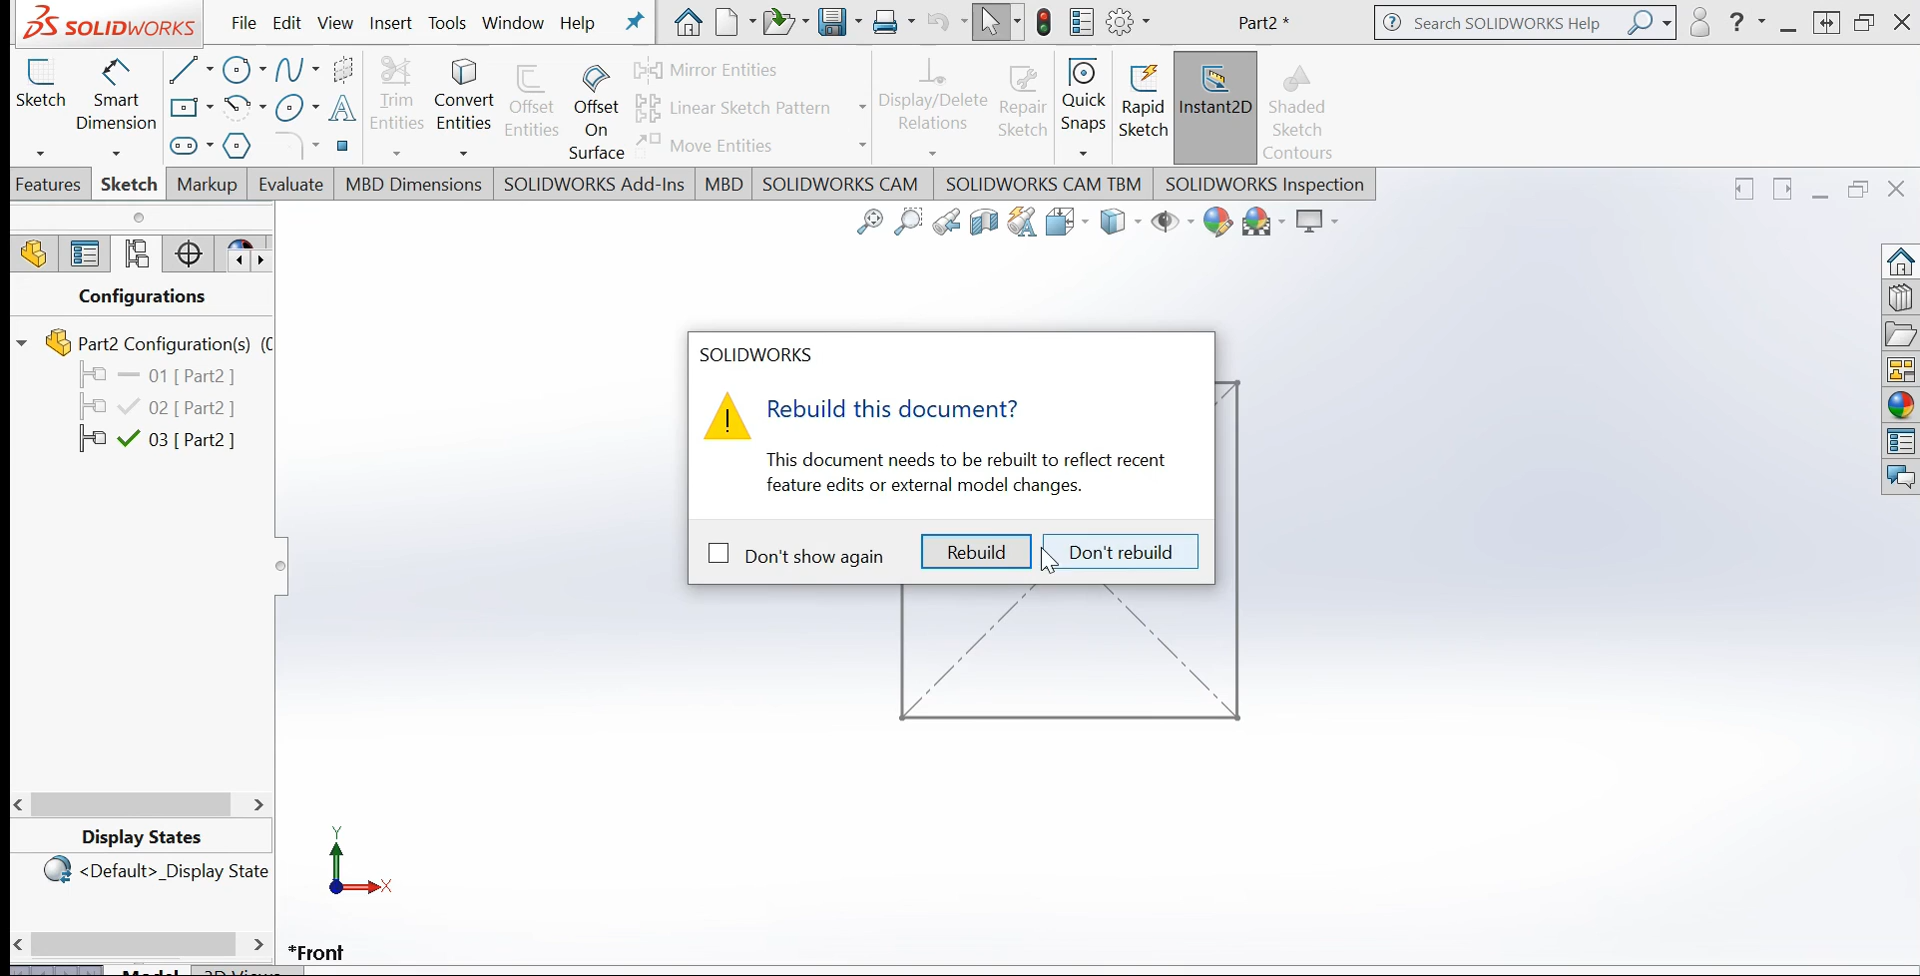 SOLIDWORKS File Edit View Insert Tools Window Help Part2 * Search SOLIDWORKS Help ?
Sketch Smart Dimension Trim Entities Convert Entities Offset Entities Offset On Surface
Mirror Entities
Linear Sketch Pattern
Move Entities
Display/Delete Relations Repair Sketch Quick Snaps Rapid Sketch Instant2D Shaded Sketch Contours
Features Sketch Markup Evaluate MBD Dimensions SOLIDWORKS Add-Ins MBD SOLIDWORKS CAM SOLIDWORKS CAM TBM SOLIDWORKS Inspection
Configurations
Part2 Configuration(s) (0
01 [ Part2 ]
02 [ Part2 ]
03 [ Part2 ]
SOLIDWORKS
Rebuild this document?
This document needs to be rebuilt to reflect recent
feature edits or external model changes.
Don't show again Rebuild Don't rebuild
Display States
<Default>_Display State
Y
X
*Front
Model 3D Views